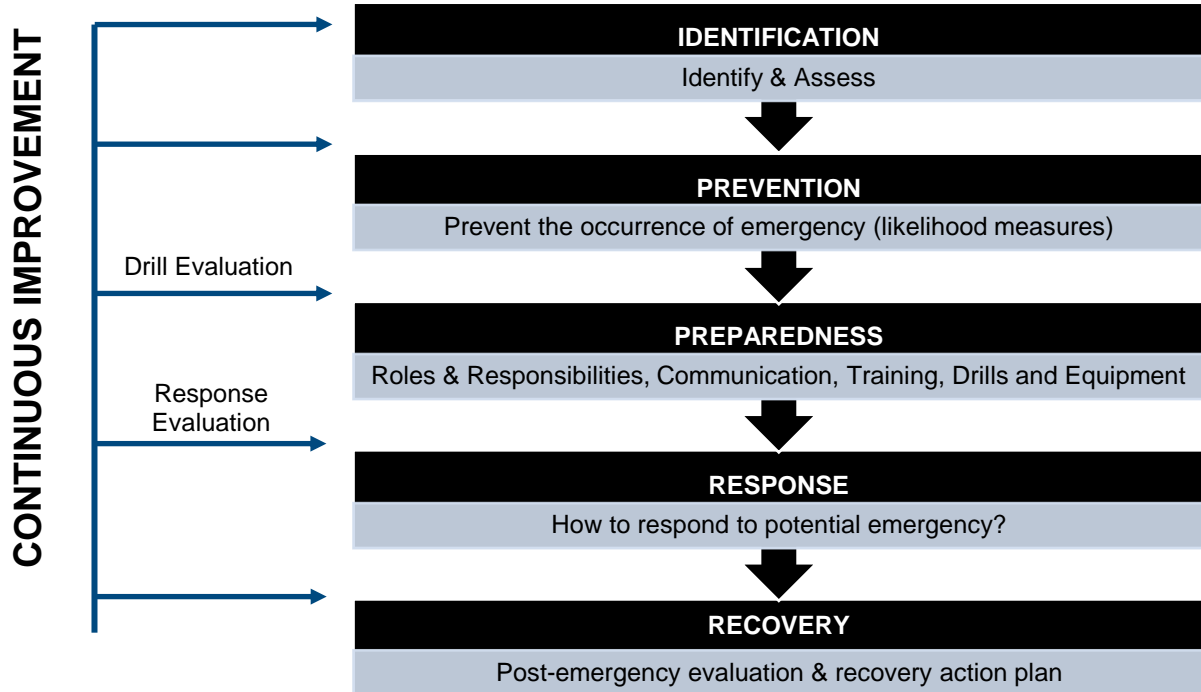 CONTINUOUS IMPROVEMENT
IDENTIFICATION
Identify & Assess
PREVENTION
Prevent the occurrence of emergency (likelihood measures)
Drill Evaluation
PREPAREDNESS
Roles & Responsibilities, Communication, Training, Drills and Equipment
Response
Evaluation
RESPONSE
How to respond to potential emergency?
RECOVERY
Post-emergency evaluation & recovery action plan